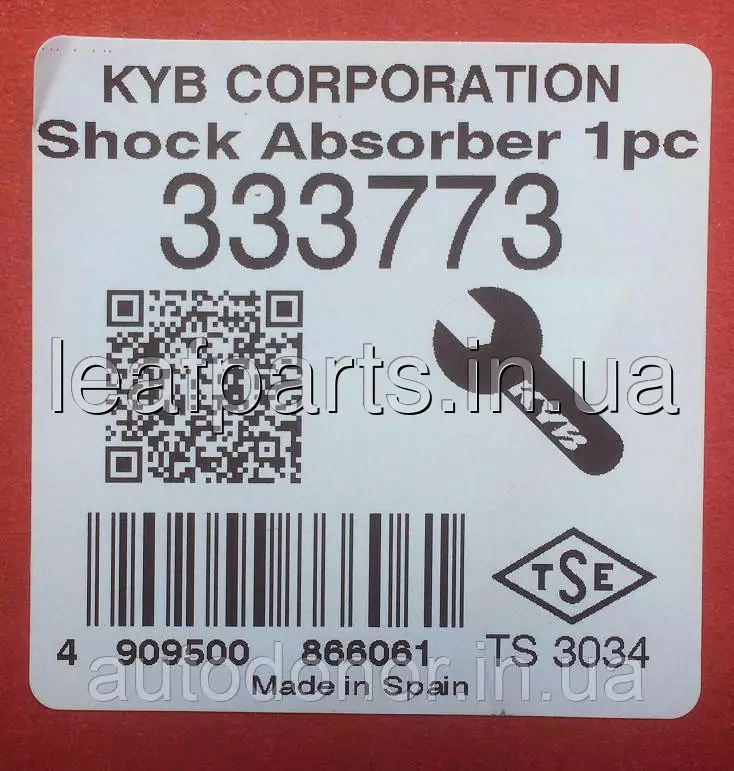 KYB CORPORATION
Shock Absorber 1pc
333773
leafparts.in.ua
KYB
TSE
4 909500 866061 TS 3034
autodonor.in.ua
Made in Spain